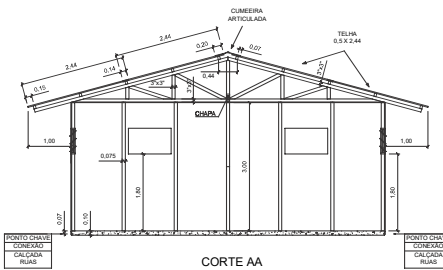 CUMEEIRA
ARTICULADA
2,44
0,20
0,07
TELHA
0,5 X 2,44
2,44
0,14
0,44
3"x3"
3"x3"
0,15
CHAPA
1,00
1,00
0,075
3,00
1,80
1,80
0,07
0,10
PONTO CHAVE
CONEXÃO
CALÇADA
RUAS
CORTE AA
PONTO CHA
CONEXÃO
CALÇADA
RUAS